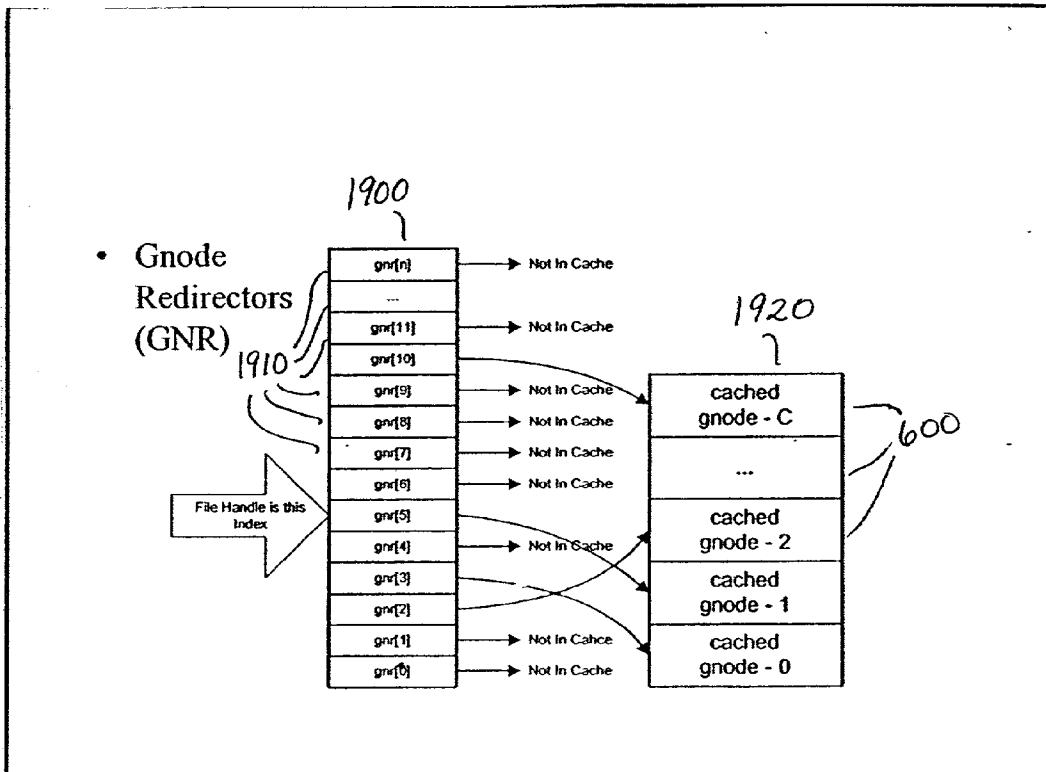 1900
• Gnode
Redirectors
(GNR)
1910
gnr[n] Not In Cache
...
gnr[11] Not In Cache
gnr[10]
gnr[9] Not In Cache
gnr[8] Not In Cache
gnr[7] Not In Cache
gnr[6] Not In Cache
gnr[5]
gnr[4] Not In Cache
gnr[3]
gnr[2]
gnr[1] Not In Cahce
gnr[0] Not In Cache
File Handle is this
Index
1920
cached
gnode - C
...
cached
gnode - 2
cached
gnode - 1
cached
gnode - 0
600